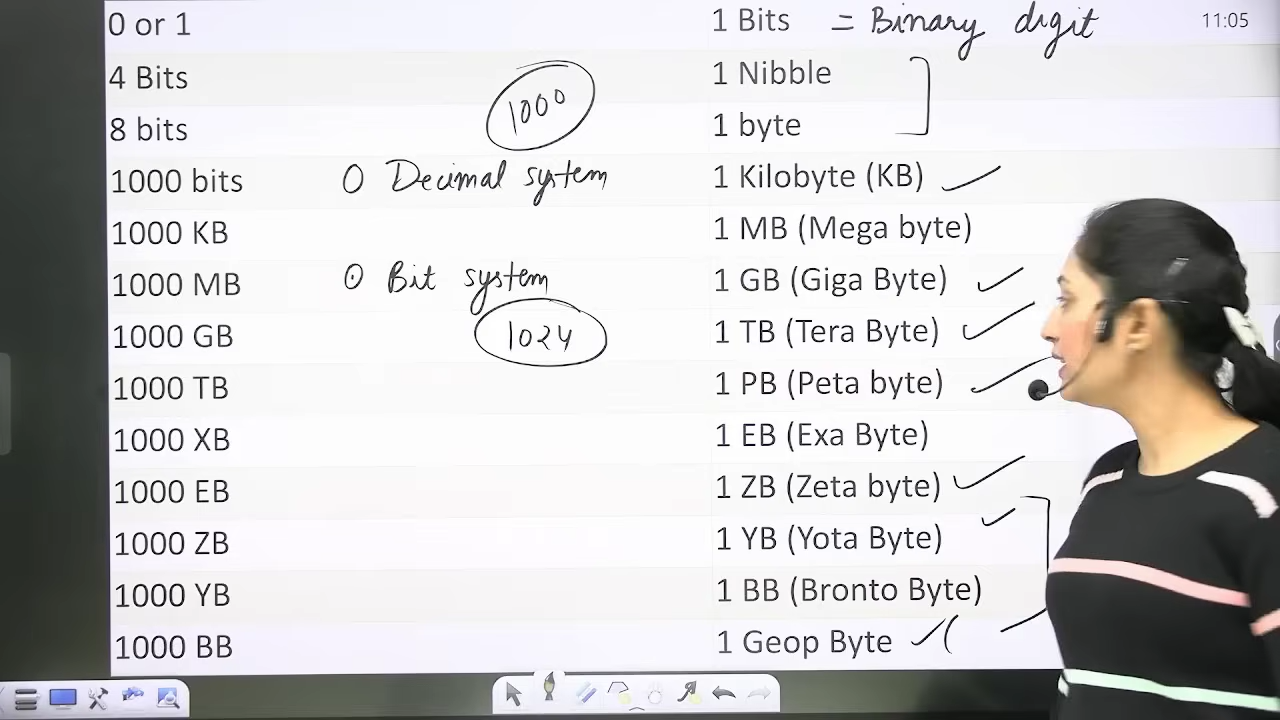 0 or 1 1 Bits = Binary digit 11:05
4 Bits 1 Nibble
1000
8 bits 1 byte
1000 bits O Decimal system 1 Kilobyte (KB)
1000 KB 1 MB (Mega byte)
1000 MB Bit system 1 GB (Giga Byte)
1000 GB 1024 1 TB (Tera Byte)
1000 TB 1 PB (Peta byte)
1000 XB 1 EB (Exa Byte)
1000 EB 1 ZB (Zeta byte)
1000 ZB 1 YB (Yota Byte)
1000 YB 1 BB (Bronto Byte)
1000 BB 1 Geop Byte